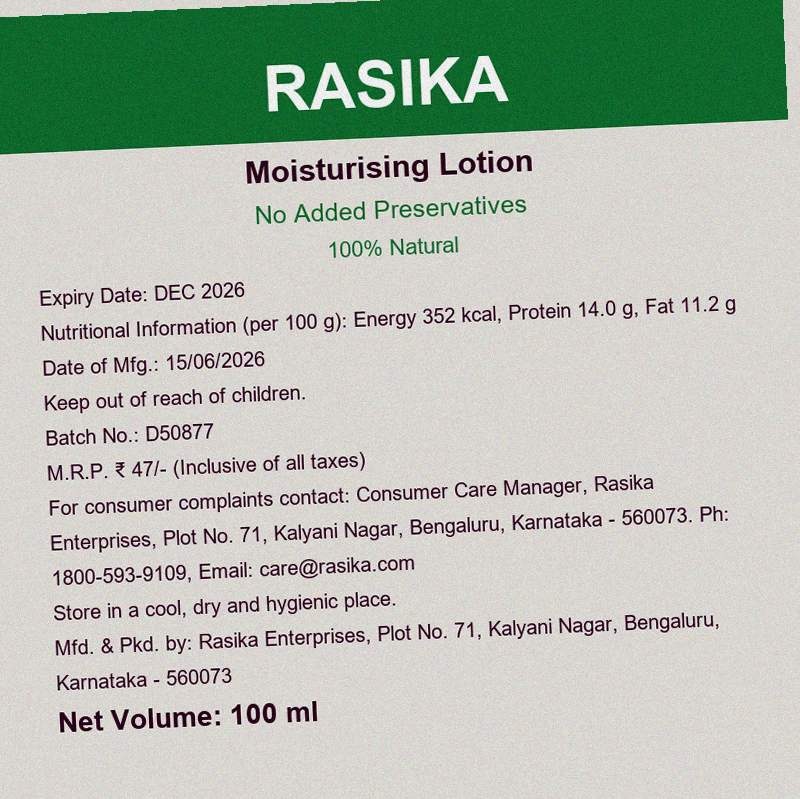 RASIKA
Moisturising Lotion
No Added Preservatives
100% Natural
Expiry Date: DEC 2026
Nutritional Information (per 100 g): Energy 352 kcal, Protein 14.0 g, Fat 11.2 g
Date of Mfg.: 15/06/2026
Keep out of reach of children.
Batch No.: D50877
M.R.P. ₹ 47/- (Inclusive of all taxes)
For consumer complaints contact: Consumer Care Manager, Rasika
Enterprises, Plot No. 71, Kalyani Nagar, Bengaluru, Karnataka - 560073. Ph:
1800-593-9109, Email: care@rasika.com
Store in a cool, dry and hygienic place.
Mfd. & Pkd. by: Rasika Enterprises, Plot No. 71, Kalyani Nagar, Bengaluru,
Karnataka - 560073
Net Volume: 100 ml